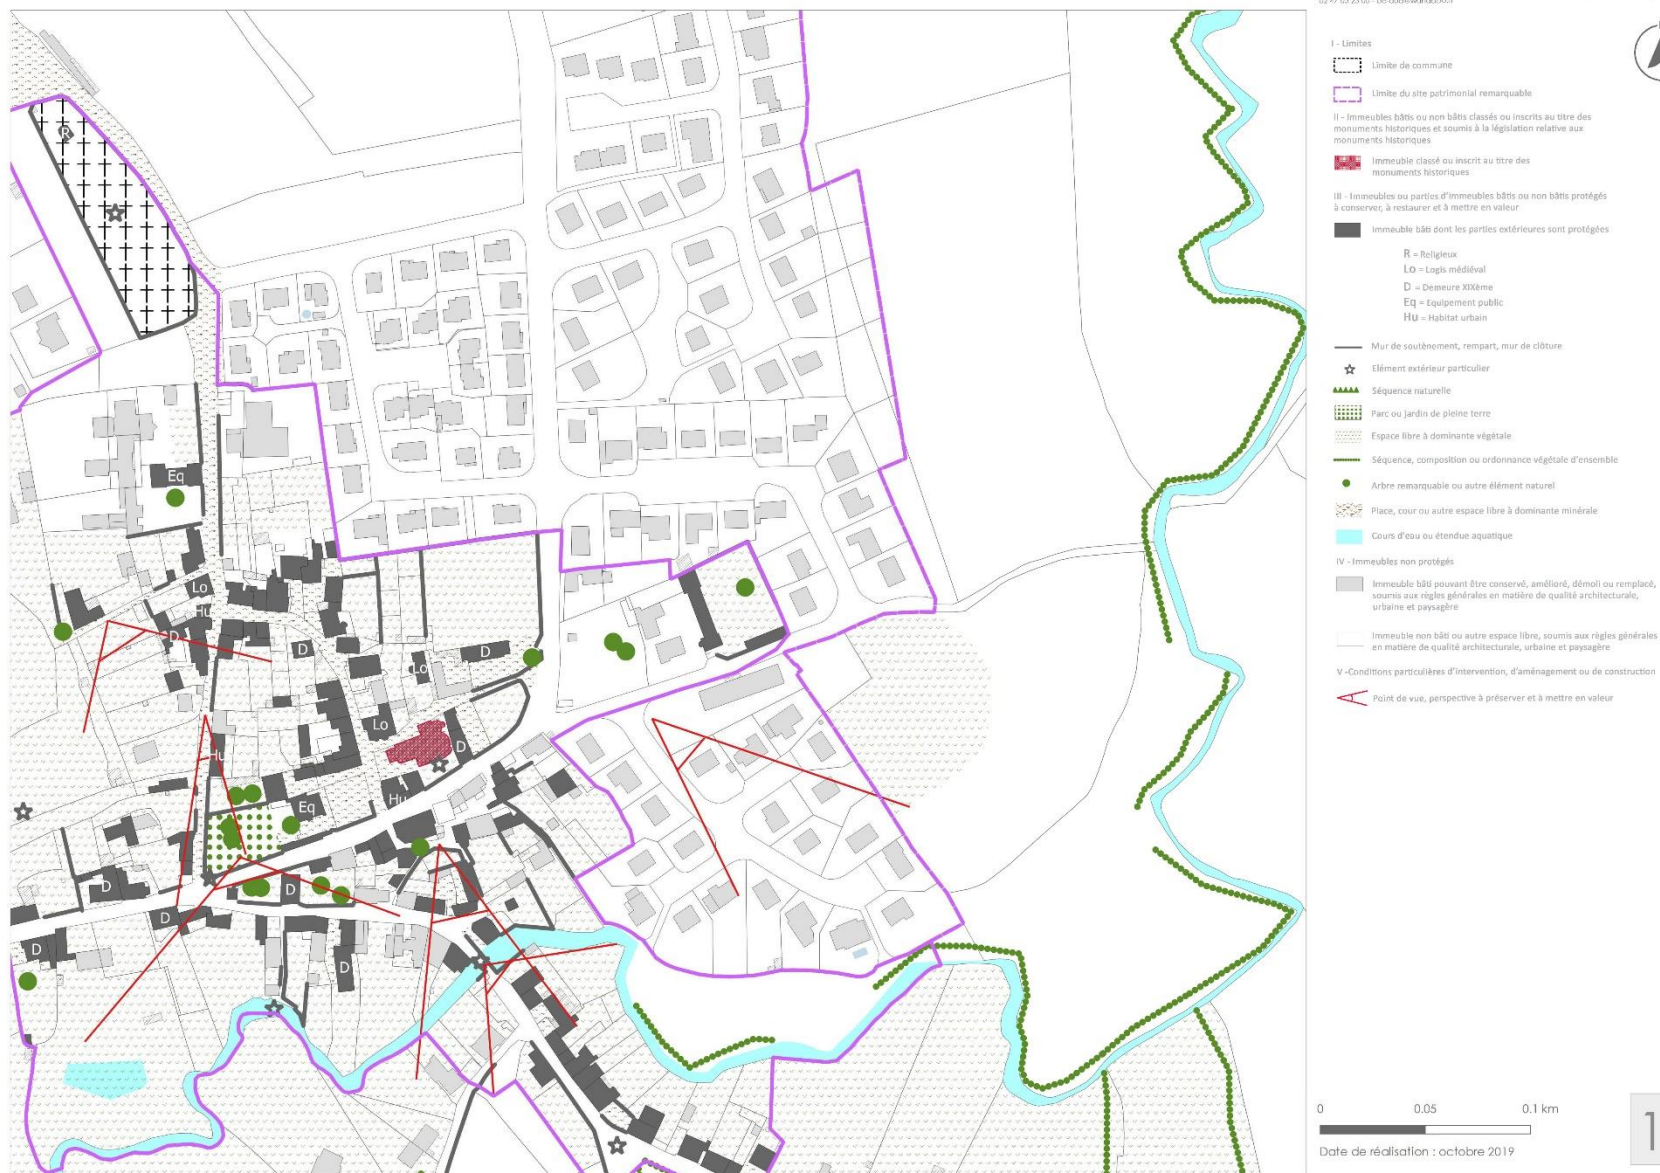 I - Limites
Limite de commune
Limite du site patrimonial remarquable
II - Immeubles bâtis ou non bâtis classés ou inscrits au titre des
monuments historiques et soumis à la législation relative aux
monuments historiques
Immeuble classé ou inscrit au titre des
monuments historiques
III - Immeubles ou parties d'immeubles bâtis ou non bâtis protégés
à conserver, à restaurer et à mettre en valeur
Immeuble bâti dont les parties extérieures sont protégées
R = Religieux
Lo = Logis médiéval
D = Demeure XIXème
Eq = Equipement public
Hu = Habitat urbain
Mur de soutènement, rempart, mur de clôture
Elément extérieur particulier
Séquence naturelle
Parc ou jardin de pleine terre
Espace libre à dominante végétale
Séquence, composition ou ordonnance végétale d'ensemble
Arbre remarquable ou autre élément naturel
Place, cour ou autre espace libre à dominante minérale
Cours d'eau ou étendue aquatique
IV - Immeubles non protégés
Immeuble bâti pouvant être conservé, amélioré, démoli ou remplacé,
soumis aux règles générales en matière de qualité architecturale,
urbaine et paysagère
Immeuble non bâti ou autre espace libre, soumis aux règles générales
en matière de qualité architecturale, urbaine et paysagère
V -Conditions particulières d'intervention, d'aménagement ou de construction
Point de vue, perspective à préserver et à mettre en valeur
R
Eq
Lo
Hu
D
D
Lo
D
Lo
D
Hu
Eq
Hu
D
D
D
D
D
0 0.05 0.1 km
Date de réalisation : octobre 2019
1